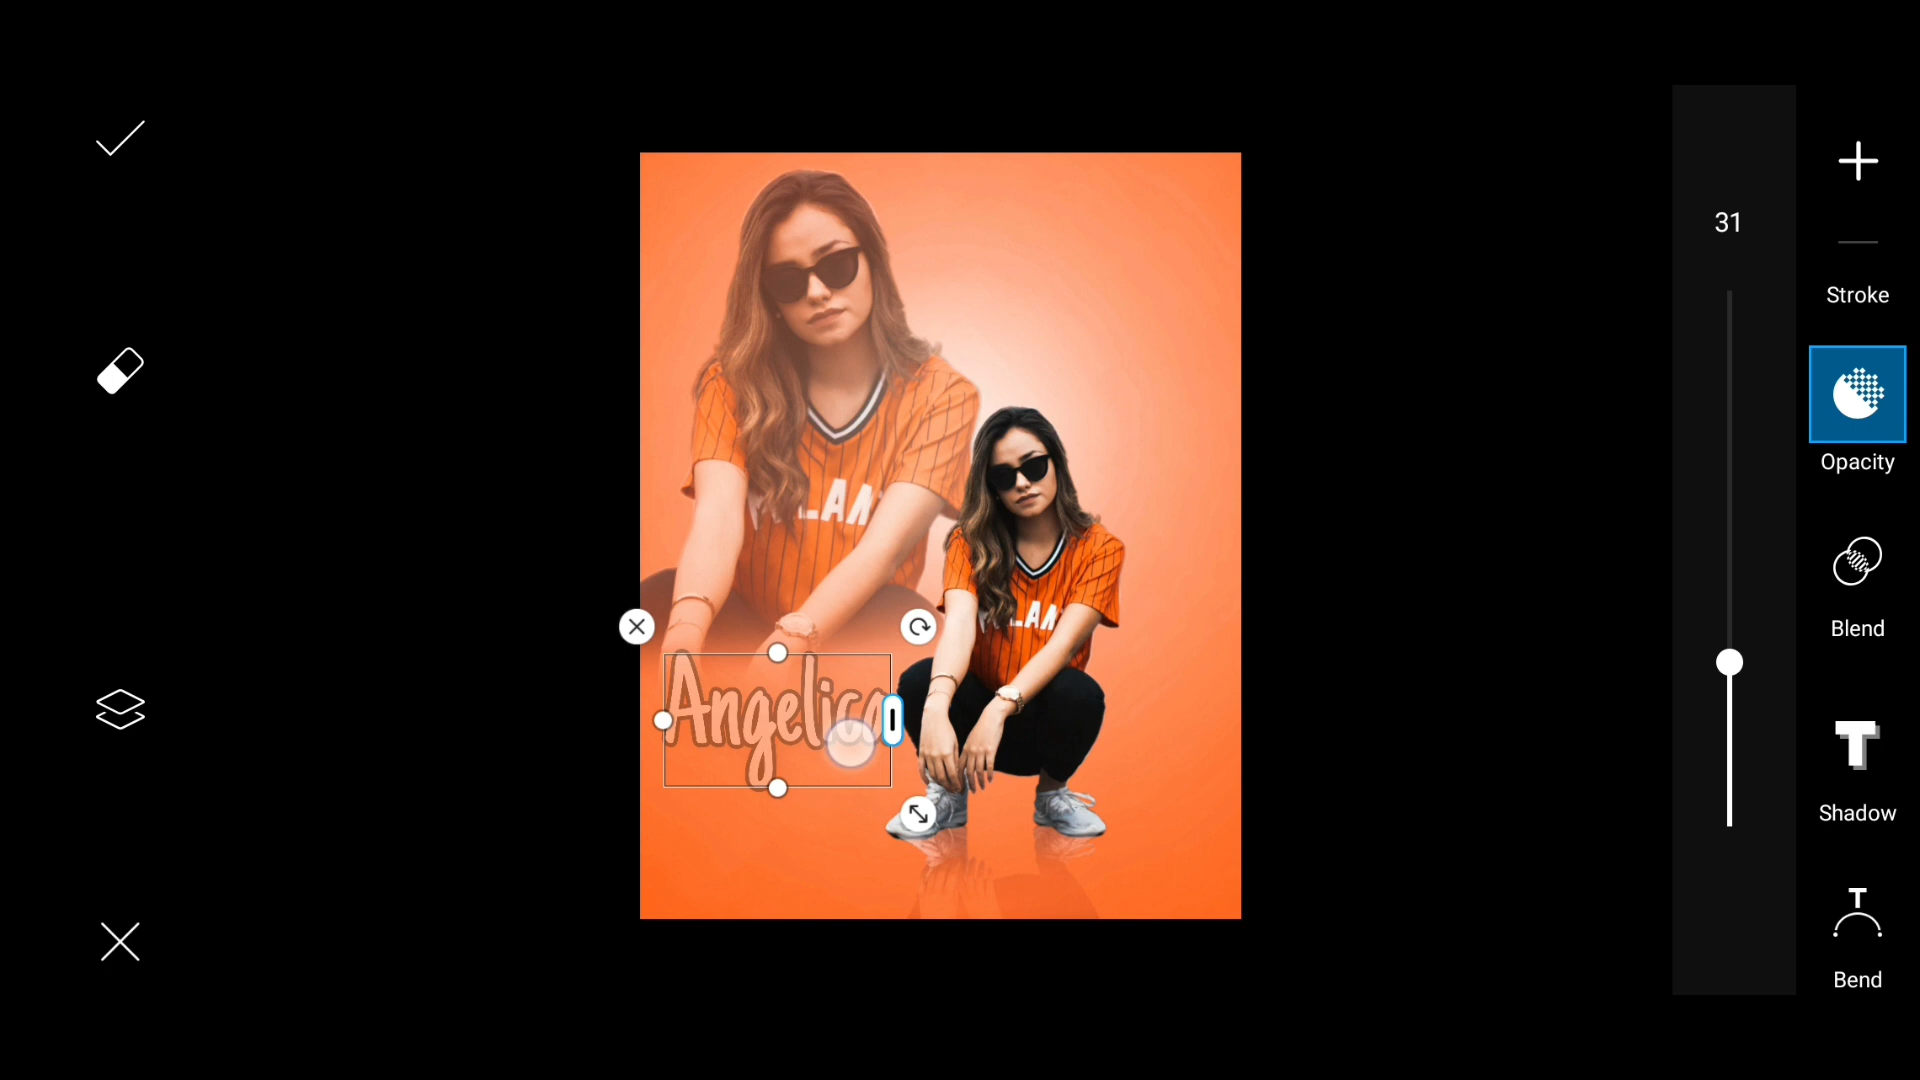 31
Stroke
Opacity
Blend
T
Shadow
T
Bend
Angelica